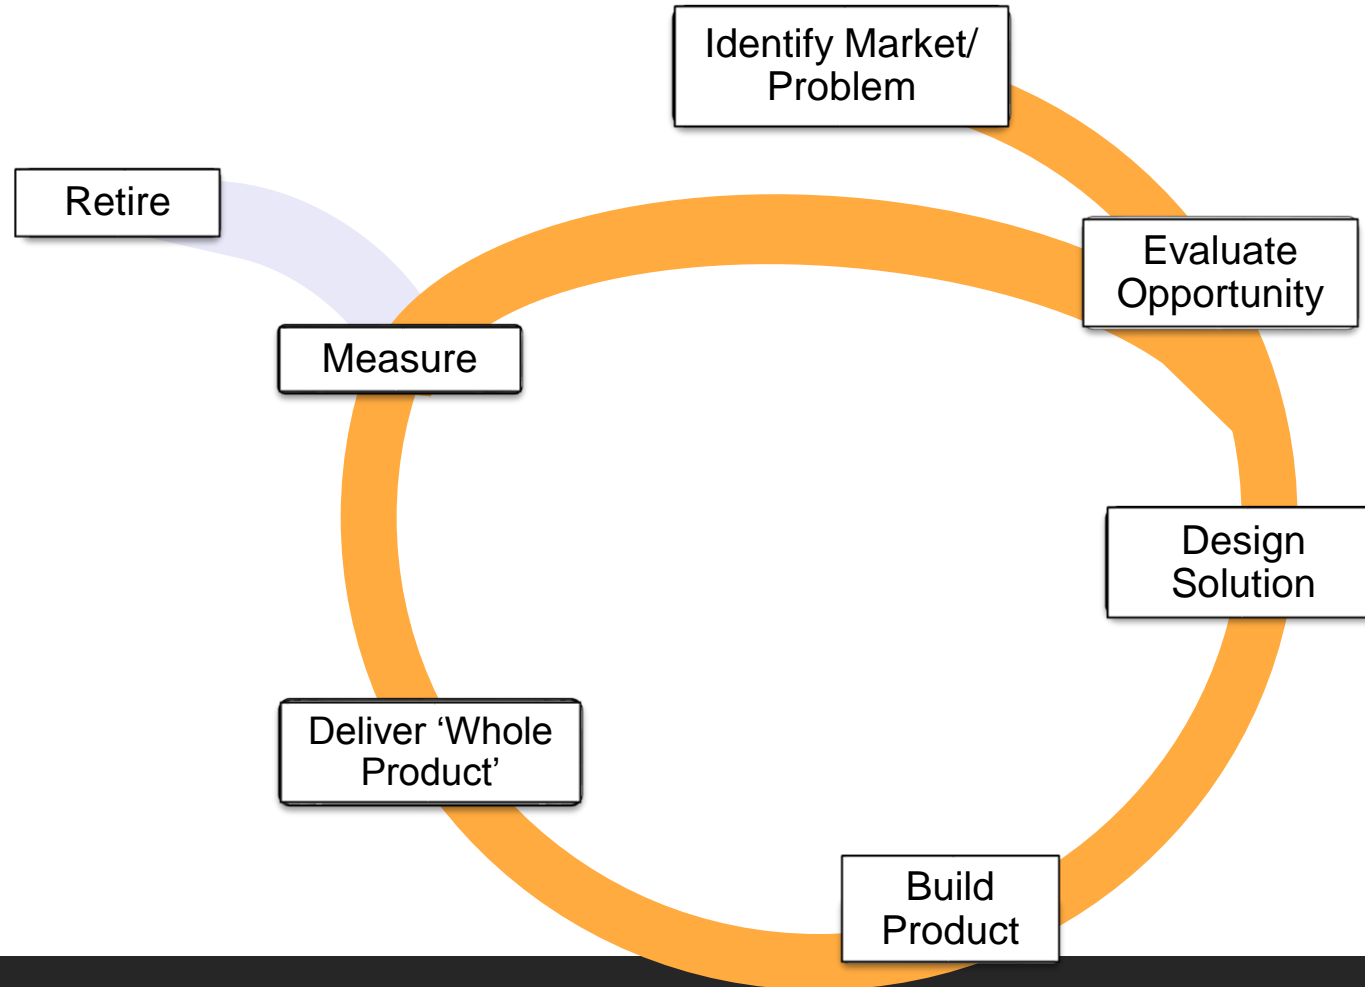 Identify Market/
Problem
Evaluate
Opportunity
Design
Solution
Build
Product
Deliver ‘Whole
Product’
Measure
Retire